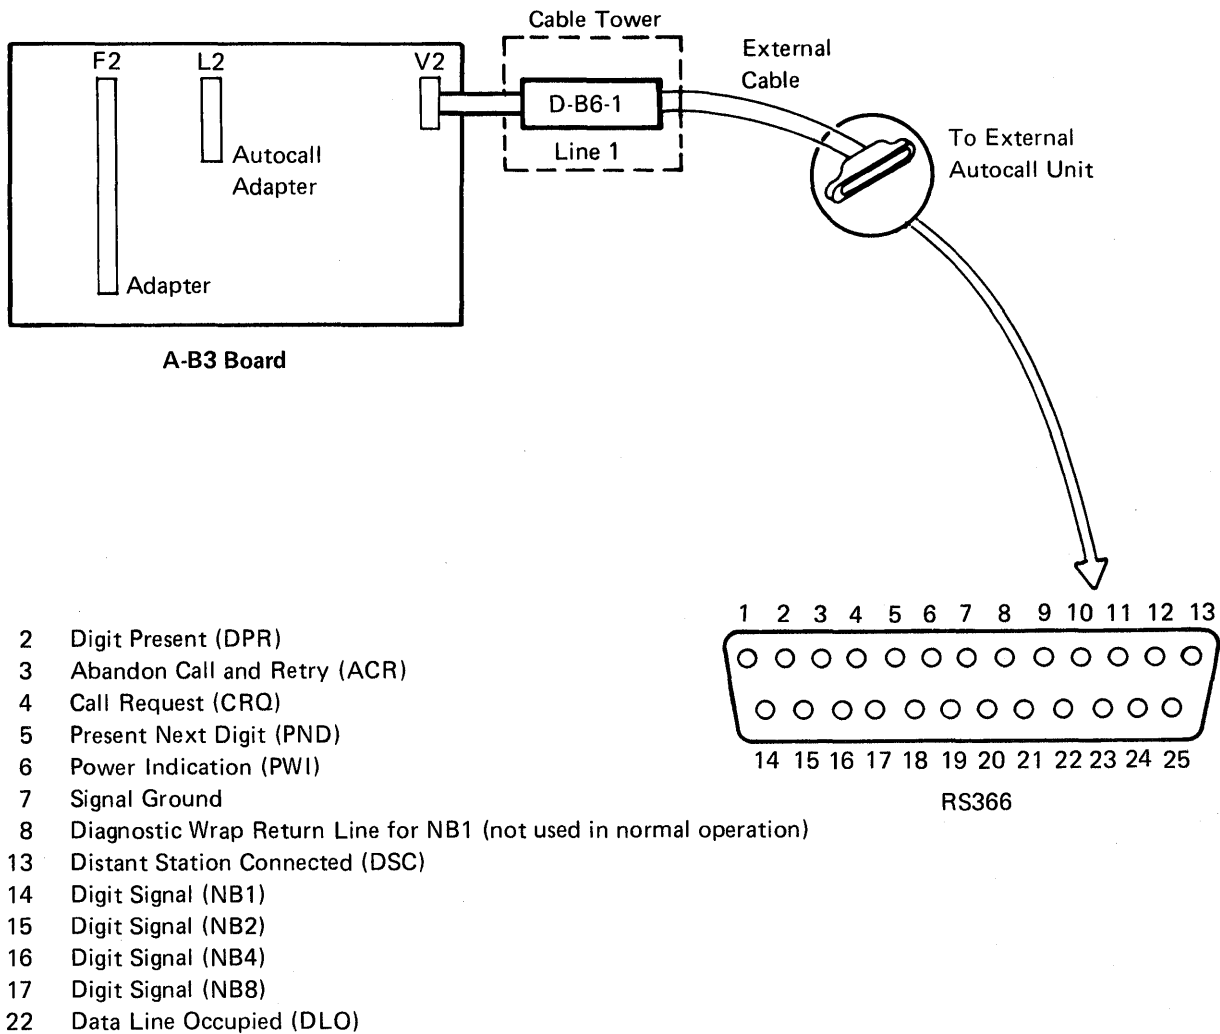 Cable Tower
F2 L2 V2
External
Cable
D-B6-1
Line 1
To External
Autocall Unit
Autocall
Adapter
Adapter
A-B3 Board
1 2 3 4 5 6 7 8 9 10 11 12 13
14 15 16 17 18 19 20 21 22 23 24 25
RS366
2 Digit Present (DPR)
3 Abandon Call and Retry (ACR)
4 Call Request (CRQ)
5 Present Next Digit (PND)
6 Power Indication (PWI)
7 Signal Ground
8 Diagnostic Wrap Return Line for NB1 (not used in normal operation)
13 Distant Station Connected (DSC)
14 Digit Signal (NB1)
15 Digit Signal (NB2)
16 Digit Signal (NB4)
17 Digit Signal (NB8)
22 Data Line Occupied (DLO)